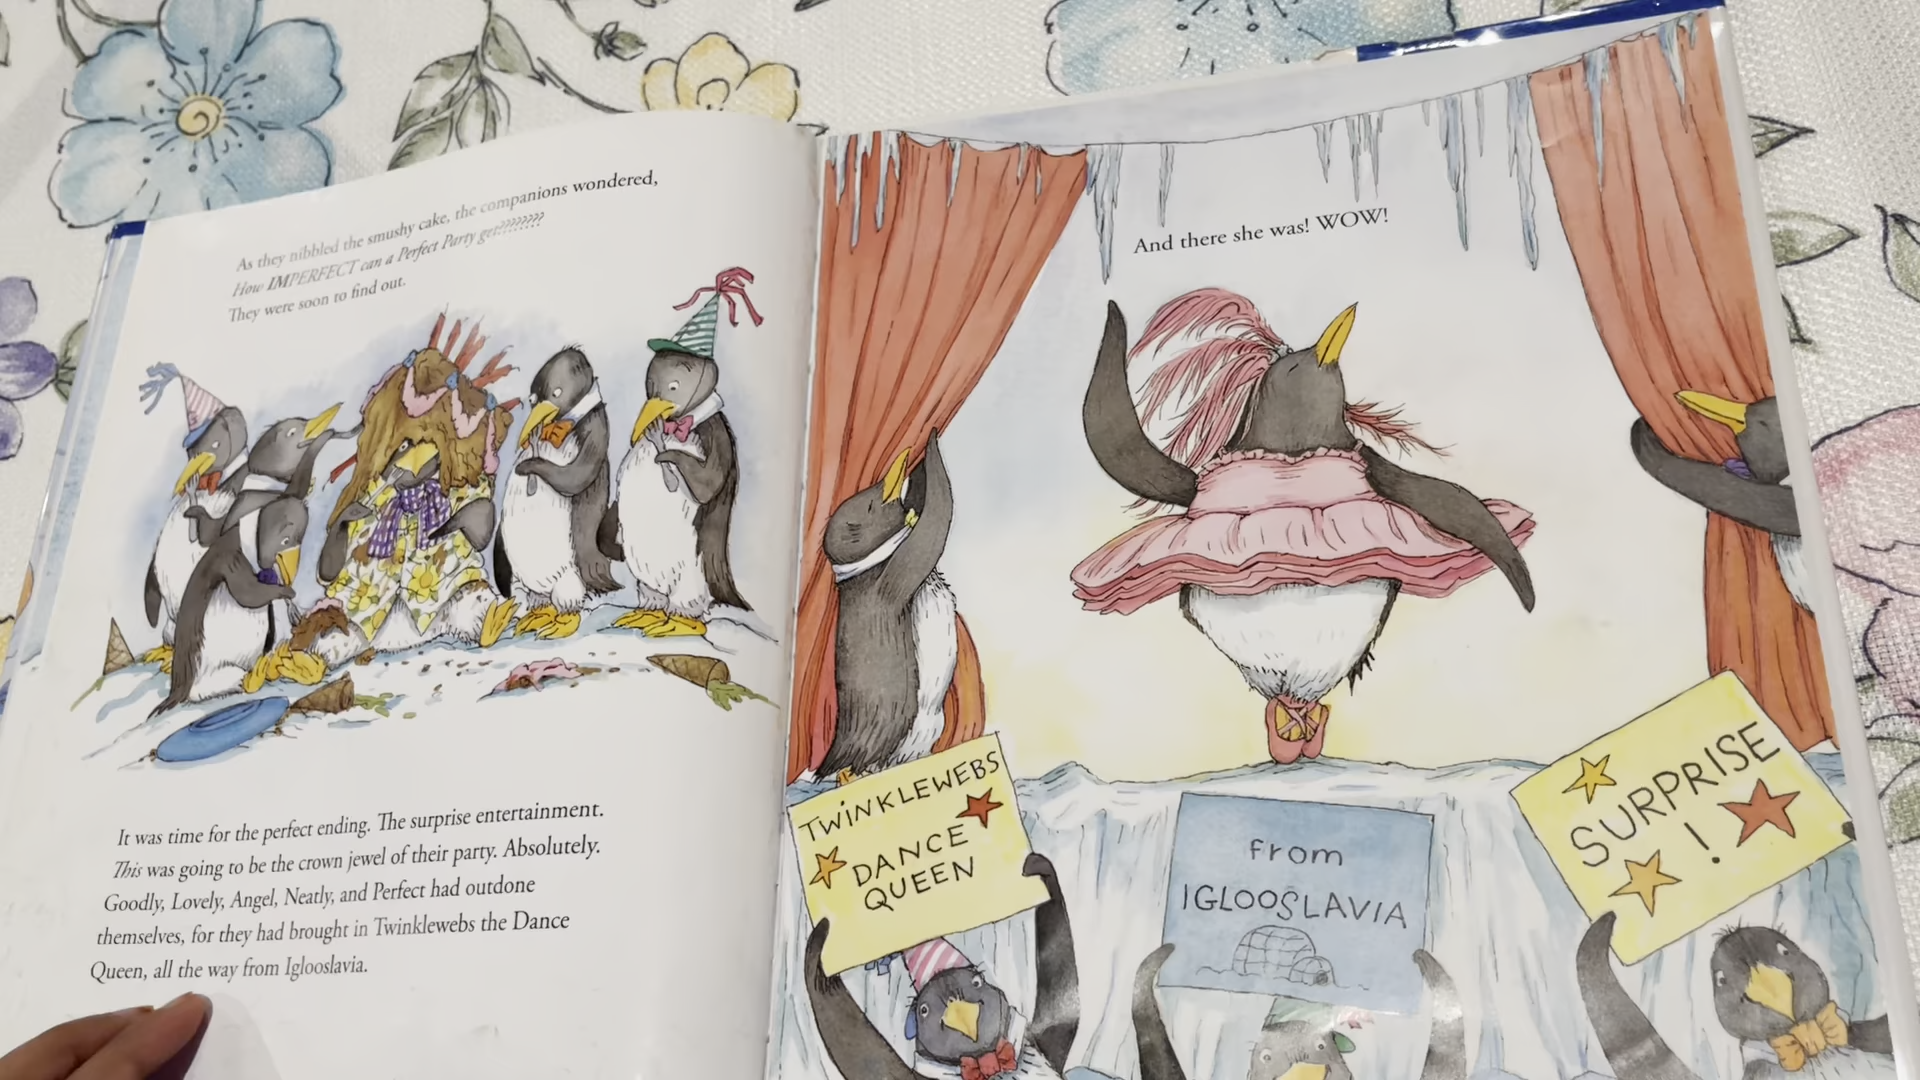 As they nibbled the smushy cake, the companions wondered,
How IMPERFECT can a Perfect Party get????????
They were soon to find out.
It was time for the perfect ending. The surprise entertainment.
This was going to be the crown jewel of their party. Absolutely.
Goodly, Lovely, Angel, Neatly, and Perfect had outdone
themselves, for they had brought in Twinklewebs the Dance
Queen, all the way from Iglooslavia.
And there she was! WOW!
TWiNKLEWEBS
DANCE
QUEEN
from
IGLOOSLAVIA
SURPRISE
!